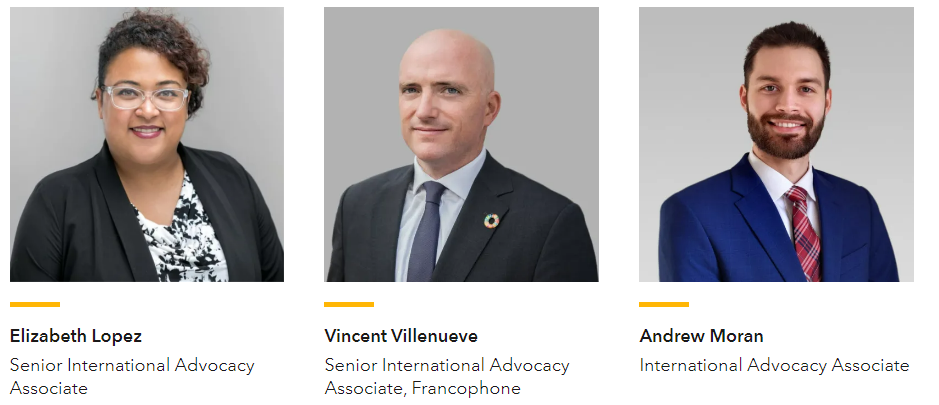 Elizabeth Lopez
Senior International Advocacy
Associate
Vincent Villenueve
Senior International Advocacy
Associate, Francophone
Andrew Moran
International Advocacy Associate